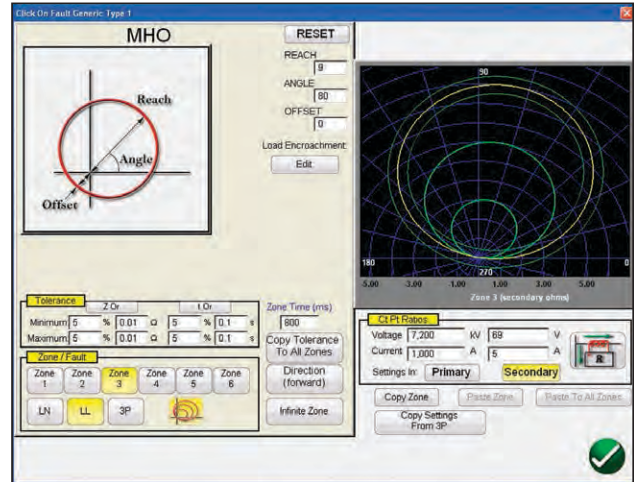 Click On Fault Generic Type 1
MHO
RESET
REACH
9
ANGLE
80
OFFSET
0
Load Encroachment
Edit
Reach
Angle
Offset
90
180
0
270
5.00 3.00 1.00 1.00 3.00 5.00
Zone 3 (secondary ohms)
Tolerance
Z Or t Or
Minimum 5 % 0.01 Ω 5 % 0.1 s
Maximum 5 % 0.01 Ω 5 % 0.1 s
Zone Time (ms)
800
Copy Tolerance
To All Zones
Zone / Fault
Zone 1 Zone 2 Zone 3 Zone 4 Zone 5 Zone 6
LN LL 3P
Direction
(forward)
Infinite Zone
Ct Pt Ratios
Voltage 7,200 kV 69 V
Current 1,000 A 5 A
R
Settings In: Primary Secondary
Copy Zone Paste Zone Paste To All Zones
Copy Settings
From 3P